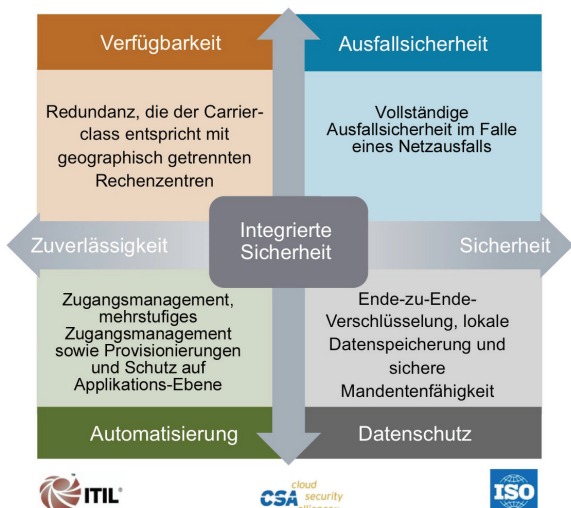 Verfügbarkeit
Ausfallsicherheit
Redundanz, die der Carrier-
class entspricht mit
geographisch getrennten
Rechenzentren
Vollständige
Ausfallsicherheit im Falle
eines Netzausfalls
Zuverlässigkeit
Integrierte
Sicherheit
Sicherheit
Zugangsmanagement,
mehrstufiges
Zugangsmanagement
sowie Provisionierungen
und Schutz auf
Applikations-Ebene
Ende-zu-Ende-
Verschlüsselung, lokale
Datenspeicherung und
sichere
Mandentenfähigkeit
Automatisierung
Datenschutz
ITIL®
CSA cloud
security
ISO